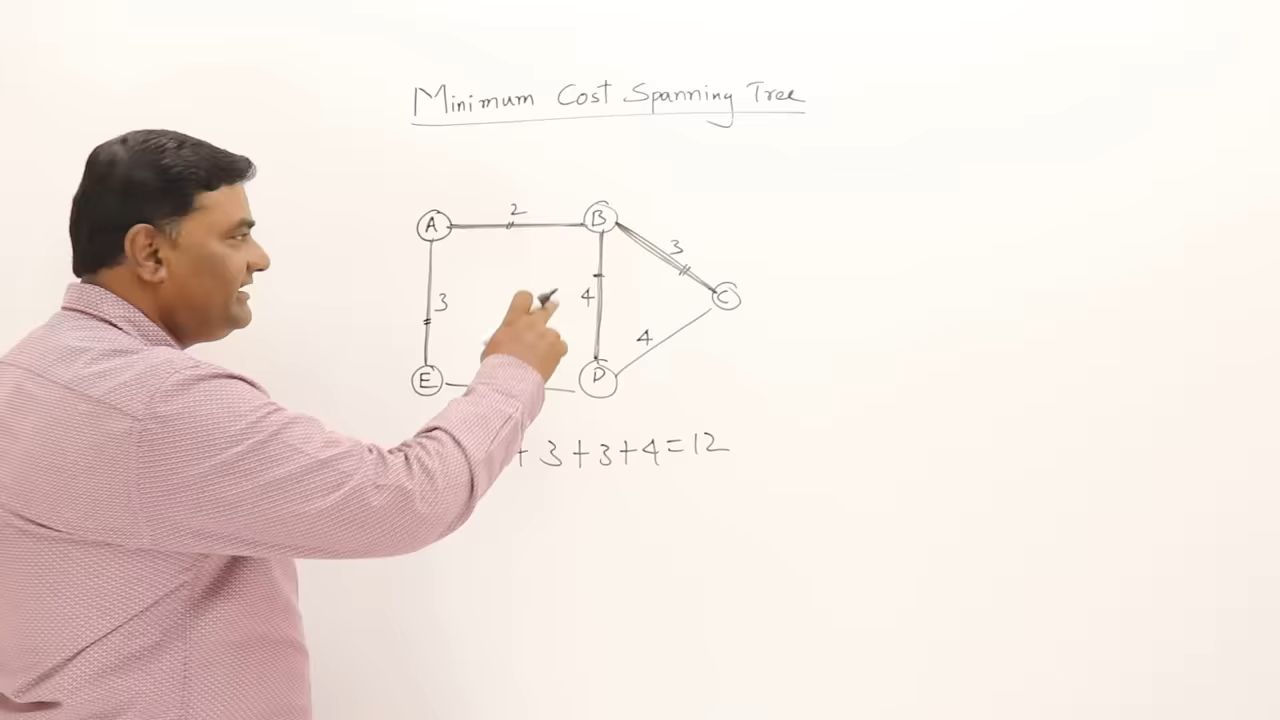 Minimum Cost Spanning Tree
A 2 B
3
3 4 C
4
E D
+ 3 + 3 + 4 = 12